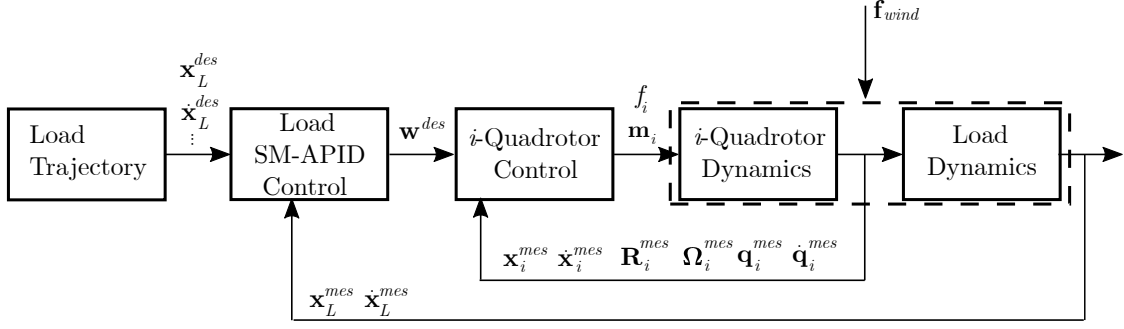 𝐟_wind
𝐱_L^des
𝐱̇_L^des
⋮
Load
Trajectory
Load
SM-APID
Control
𝐰^des
i-Quadrotor
Control
f_i
𝐦_i
i-Quadrotor
Dynamics
Load
Dynamics
𝐱_i^mes 𝐱̇_i^mes 𝐑_i^mes 𝛀_i^mes 𝐪_i^mes 𝐪̇_i^mes
𝐱_L^mes 𝐱̇_L^mes